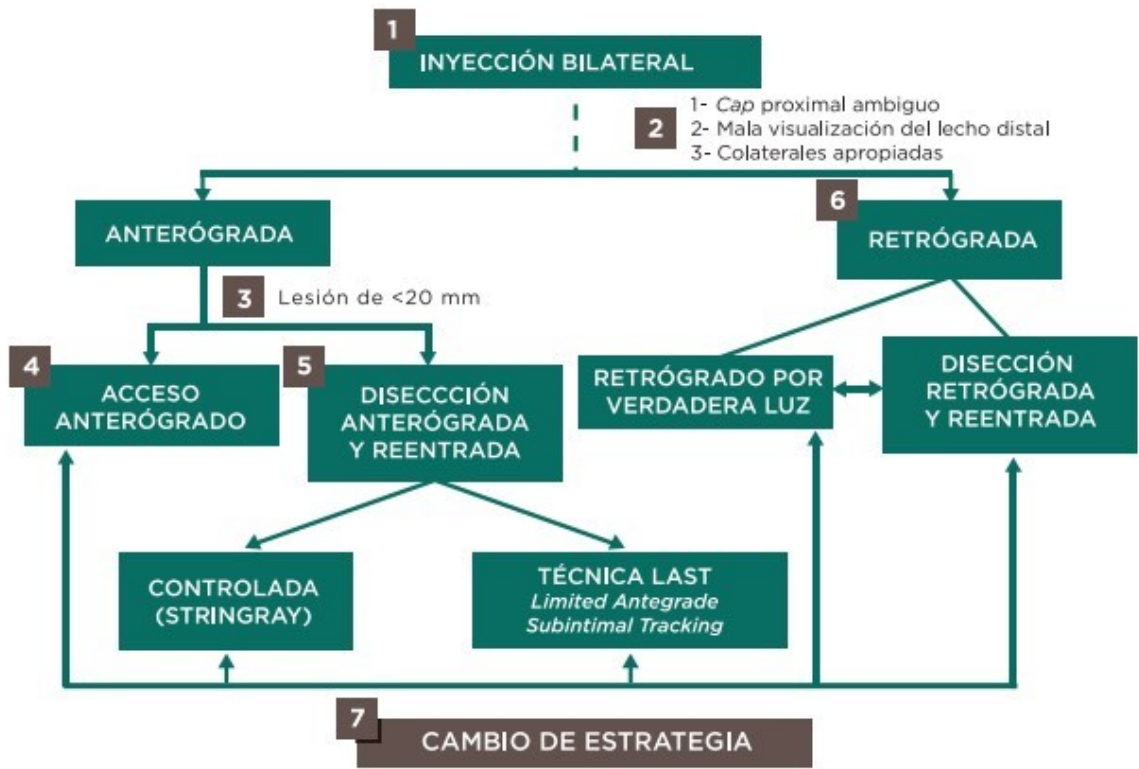 1
INYECCIÓN BILATERAL
2
1- Cap proximal ambiguo
2- Mala visualización del lecho distal
3- Colaterales apropiadas
ANTERÓGRADA
6
RETRÓGRADA
3
Lesión de <20 mm
4
ACCESO
ANTERÓGRADO
5
DISECCCIÓN
ANTERÓGRADA
Y REENTRADA
RETRÓGRADO POR
VERDADERA LUZ
DISECCIÓN
RETRÓGRADA
Y REENTRADA
CONTROLADA
(STRINGRAY)
TÉCNICA LAST
Limited Antegrade
Subintimal Tracking
7
CAMBIO DE ESTRATEGIA